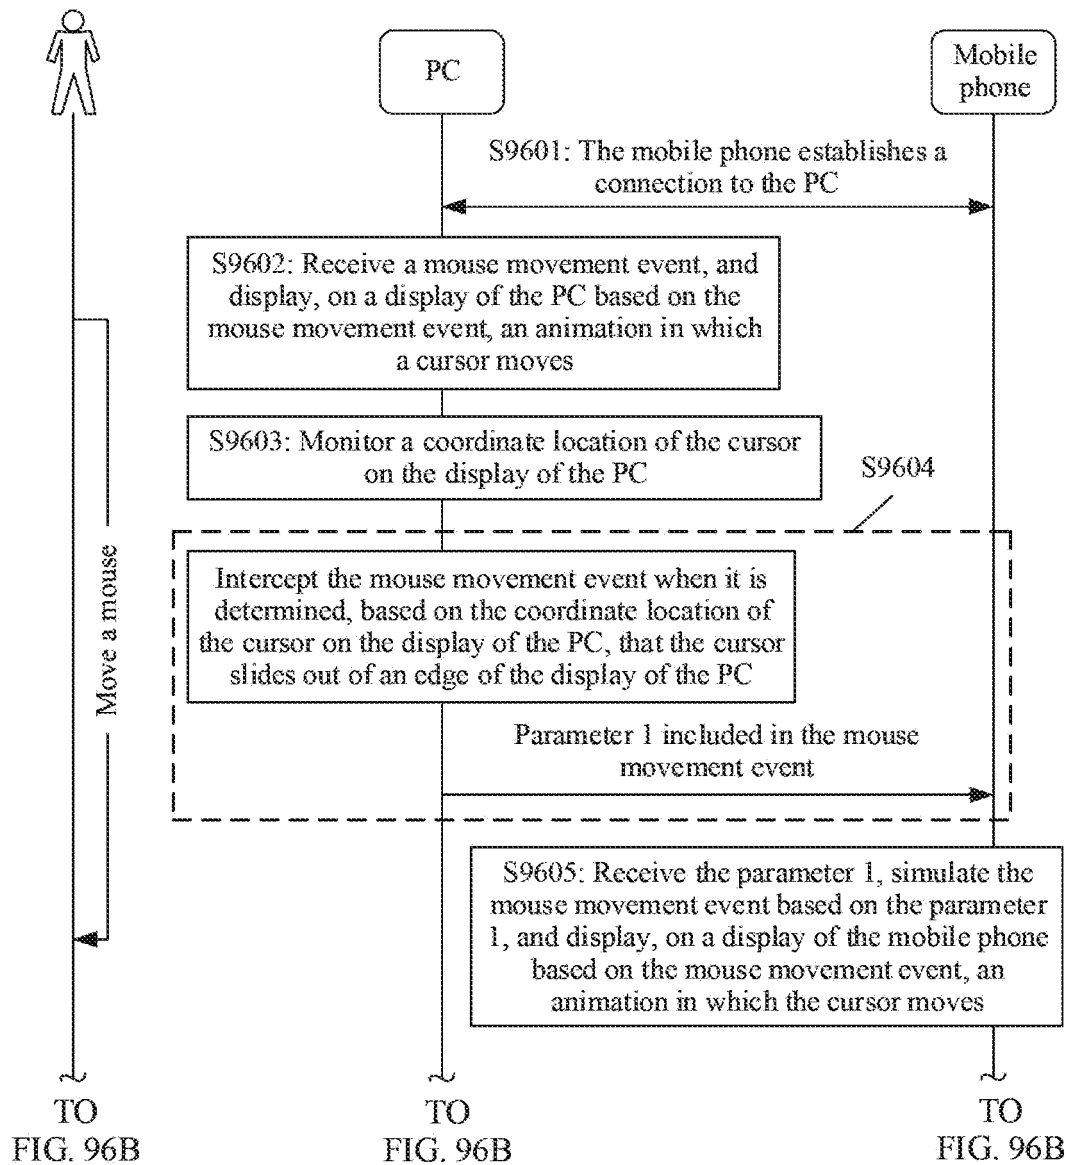 PC
Mobile
phone
S9601: The mobile phone establishes a
connection to the PC
S9602: Receive a mouse movement event, and
display, on a display of the PC based on the
mouse movement event, an animation in which
a cursor moves
S9603: Monitor a coordinate location of the cursor
on the display of the PC
S9604
Move a mouse
Intercept the mouse movement event when it is
determined, based on the coordinate location of
the cursor on the display of the PC, that the cursor
slides out of an edge of the display of the PC
Parameter 1 included in the mouse
movement event
S9605: Receive the parameter 1, simulate the
mouse movement event based on the parameter
1, and display, on a display of the mobile phone
based on the mouse movement event, an
animation in which the cursor moves
TO
FIG. 96B
TO
FIG. 96B
TO
FIG. 96B